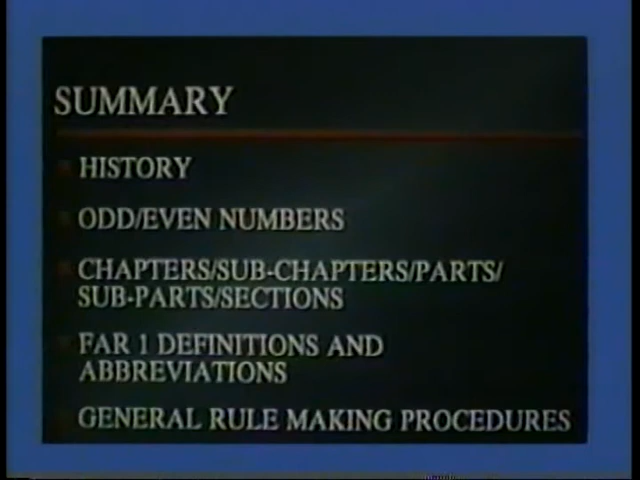 SUMMARY
HISTORY
ODD/EVEN NUMBERS
CHAPTERS/SUB-CHAPTERS/PARTS/
SUB-PARTS/SECTIONS
FAR 1 DEFINITIONS AND
ABBREVIATIONS
GENERAL RULE MAKING PROCEDURES